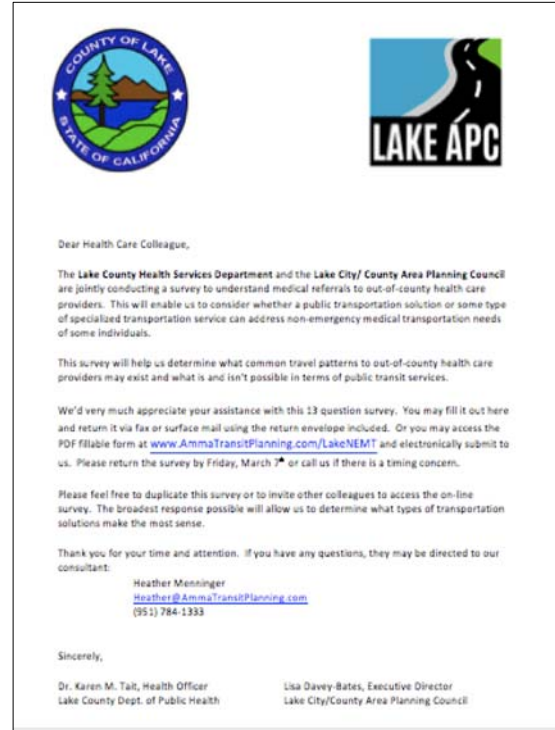 COUNTY OF LAKE
STATE OF CALIFORNIA
LAKE APC
Dear Health Care Colleague,
The Lake County Health Services Department and the Lake City/ County Area Planning Council
are jointly conducting a survey to understand medical referrals to out-of-county health care
providers. This will enable us to consider whether a public transportation solution or some type
of specialized transportation service can address non-emergency medical transportation needs
of some individuals.
This survey will help us determine what common travel patterns to out-of-county health care
providers may exist and what is and isn't possible in terms of public transit services.
We'd very much appreciate your assistance with this 13 question survey. You may fill it out here
and return it via fax or surface mail using the return envelope included. Or you may access the
PDF fillable form at www.AmmaTransitPlanning.com/LakeNEMT and electronically submit to
us. Please return the survey by Friday, March 7th or call us if there is a timing concern.
Please feel free to duplicate this survey or to invite other colleagues to access the on-line
survey. The broadest response possible will allow us to determine what types of transportation
solutions make the most sense.
Thank you for your time and attention. If you have any questions, they may be directed to our
consultant:
Heather Menninger
Heather@AmmaTransitPlanning.com
(951) 784-1333
Sincerely,
Dr. Karen M. Tait, Health Officer Lisa Davey-Bates, Executive Director
Lake County Dept. of Public Health Lake City/County Area Planning Council